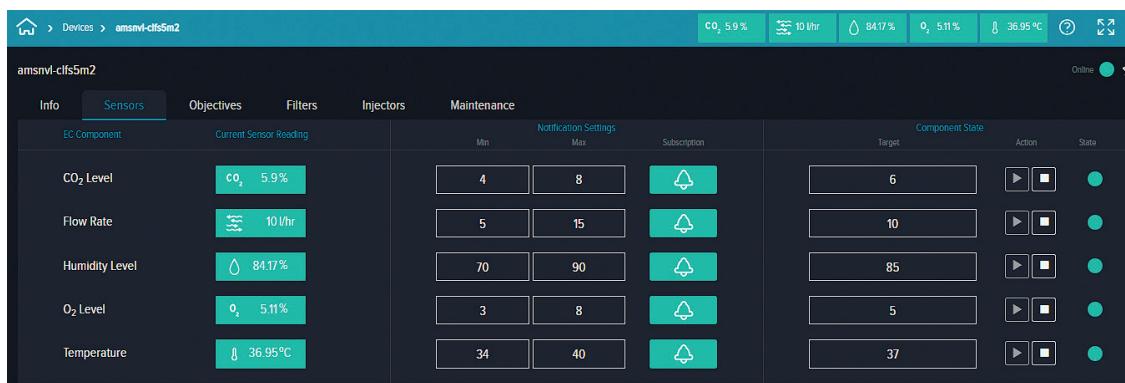 > Devices > amsnvl-clfs5m2 CO₂ 5.9 % 10 l/hr 84.17 % O₂ 5.11 % 36.95 °C ?
amsnvl-clfs5m2 Online
Info Sensors Objectives Filters Injectors Maintenance
EC Component Current Sensor Reading Notification Settings Component State
Min Max Subscription Target Action State
CO₂ Level CO₂ 5.9 % 4 8 6
Flow Rate 10 l/hr 5 15 10
Humidity Level 84.17 % 70 90 85
O₂ Level O₂ 5.11 % 3 8 5
Temperature 36.95 °C 34 40 37